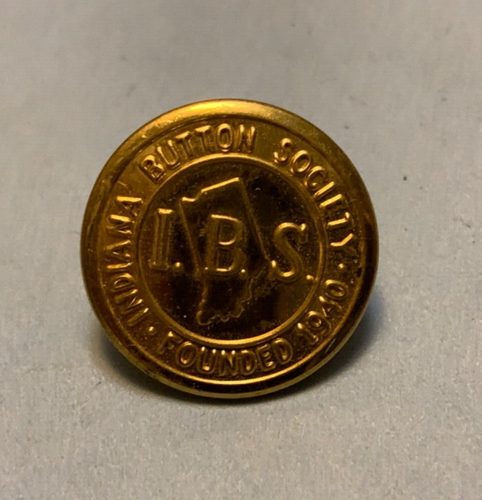 INDIANA BUTTON SOCIETY
· FOUNDED 1940 ·
I.B.S.